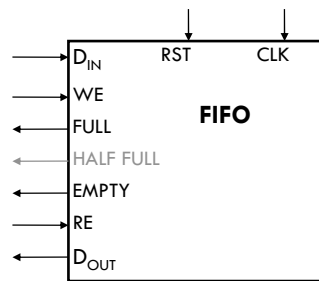 RST CLK
D_IN
WE
FIFO
FULL
HALF FULL
EMPTY
RE
D_OUT